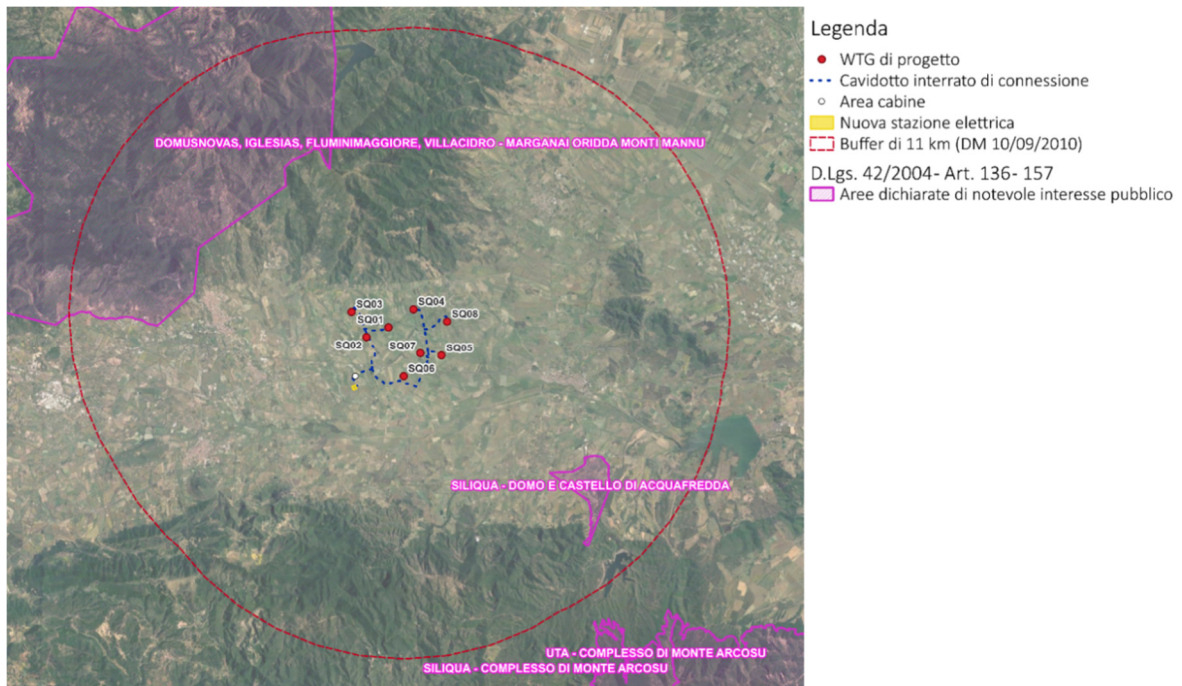 DOMUSNOVAS, IGLESIAS, FLUMINIMAGGIORE, VILLACIDRO - MARGANAI ORIDDA MONTI MANNU
SQ03
SQ04
SQ01
SQ08
SQ02
SQ07
SQ05
SQ06
SILIQUA - DOMO E CASTELLO DI ACQUAFREDDA
UTA - COMPLESSO DI MONTE ARCOSU
SILIQUA - COMPLESSO DI MONTE ARCOSU
Legenda
WTG di progetto
Cavidotto interrato di connessione
Area cabine
Nuova stazione elettrica
Buffer di 11 km (DM 10/09/2010)
D.Lgs. 42/2004- Art. 136- 157
Aree dichiarate di notevole interesse pubblico